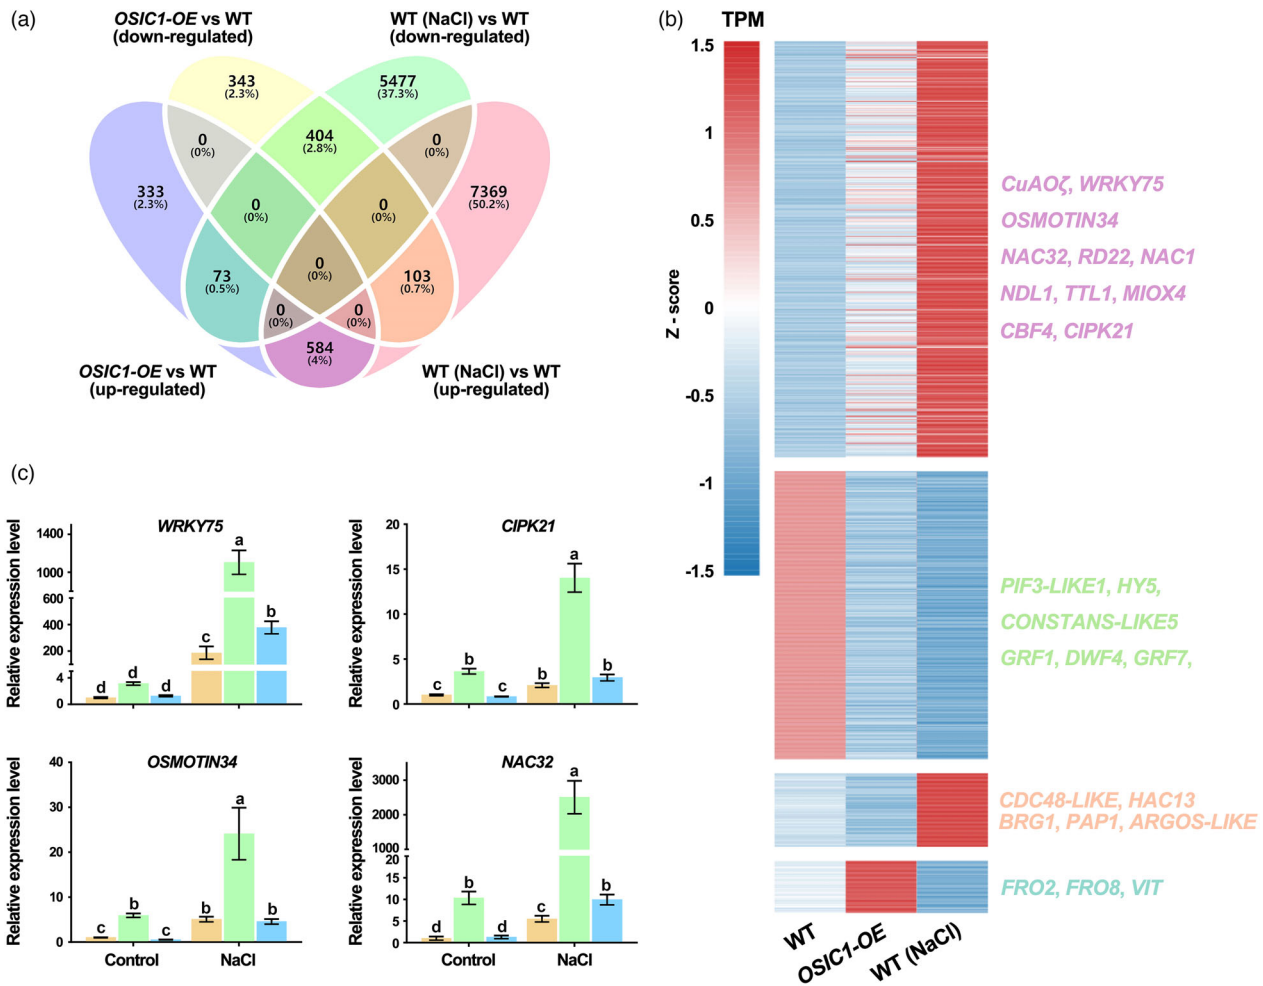 (a)
OSIC1-OE vs WT
(down-regulated)
WT (NaCl) vs WT
(down-regulated)
343
(2.3%)
5477
(37.3%)
0
(0%)
404
(2.8%)
0
(0%)
333
(2.3%)
0
(0%)
0
(0%)
7369
(50.2%)
73
(0.5%)
0
(0%)
103
(0.7%)
0
(0%)
0
(0%)
584
(4%)
OSIC1-OE vs WT
(up-regulated)
WT (NaCl) vs WT
(up-regulated)
(b)
TPM
1.5
1
0.5
0
-0.5
-1
-1.5
Z - score
CuAOζ, WRKY75
OSMOTIN34
NAC32, RD22, NAC1
NDL1, TTL1, MIOX4
CBF4, CIPK21
PIF3-LIKE1, HY5,
CONSTANS-LIKE5
GRF1, DWF4, GRF7,
CDC48-LIKE, HAC13
BRG1, PAP1, ARGOS-LIKE
FRO2, FRO8, VIT
WT
OSIC1-OE
WT (NaCl)
(c)
WRKY75
Relative expression level
1400
1000
600
400
200
4
0
d
d
d
c
a
b
CIPK21
Relative expression level
20
15
10
5
0
c
b
c
b
a
b
OSMOTIN34
Relative expression level
40
30
20
10
0
c
b
c
b
a
b
Control
NaCl
NAC32
Relative expression level
3000
2000
1000
20
15
10
5
0
d
b
d
c
a
b
Control
NaCl